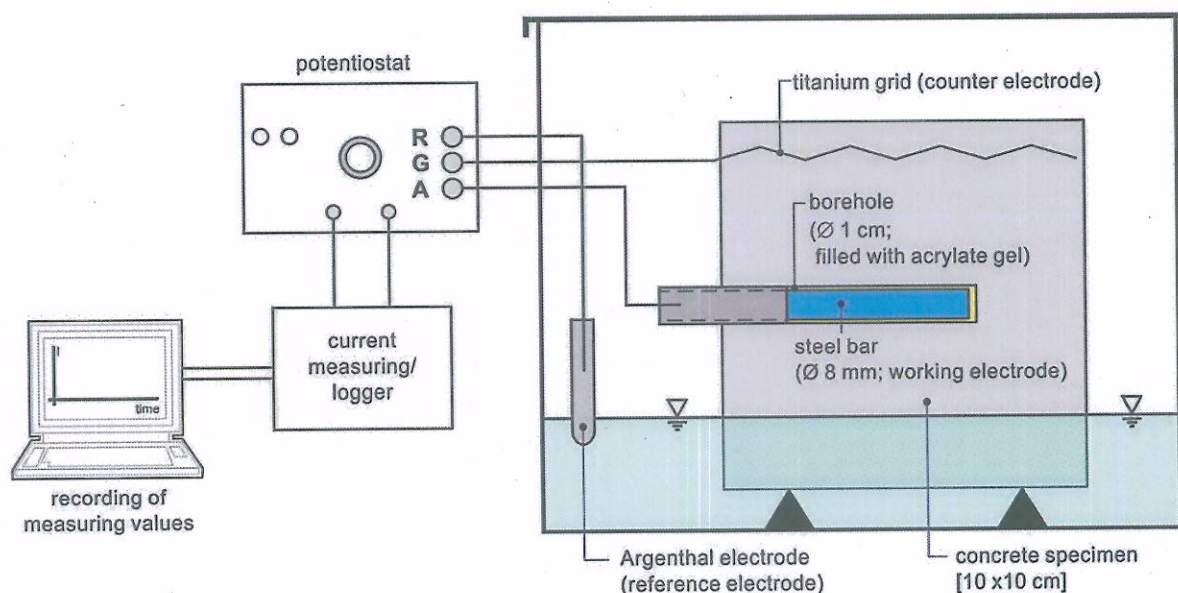 potentiostat
titanium grid (counter electrode)
R
G
A
borehole
(Ø 1 cm;
filled with acrylate gel)
current
measuring/
logger
steel bar
(Ø 8 mm; working electrode)
I
time
recording of
measuring values
Argenthal electrode
(reference electrode)
concrete specimen
[10 x10 cm]